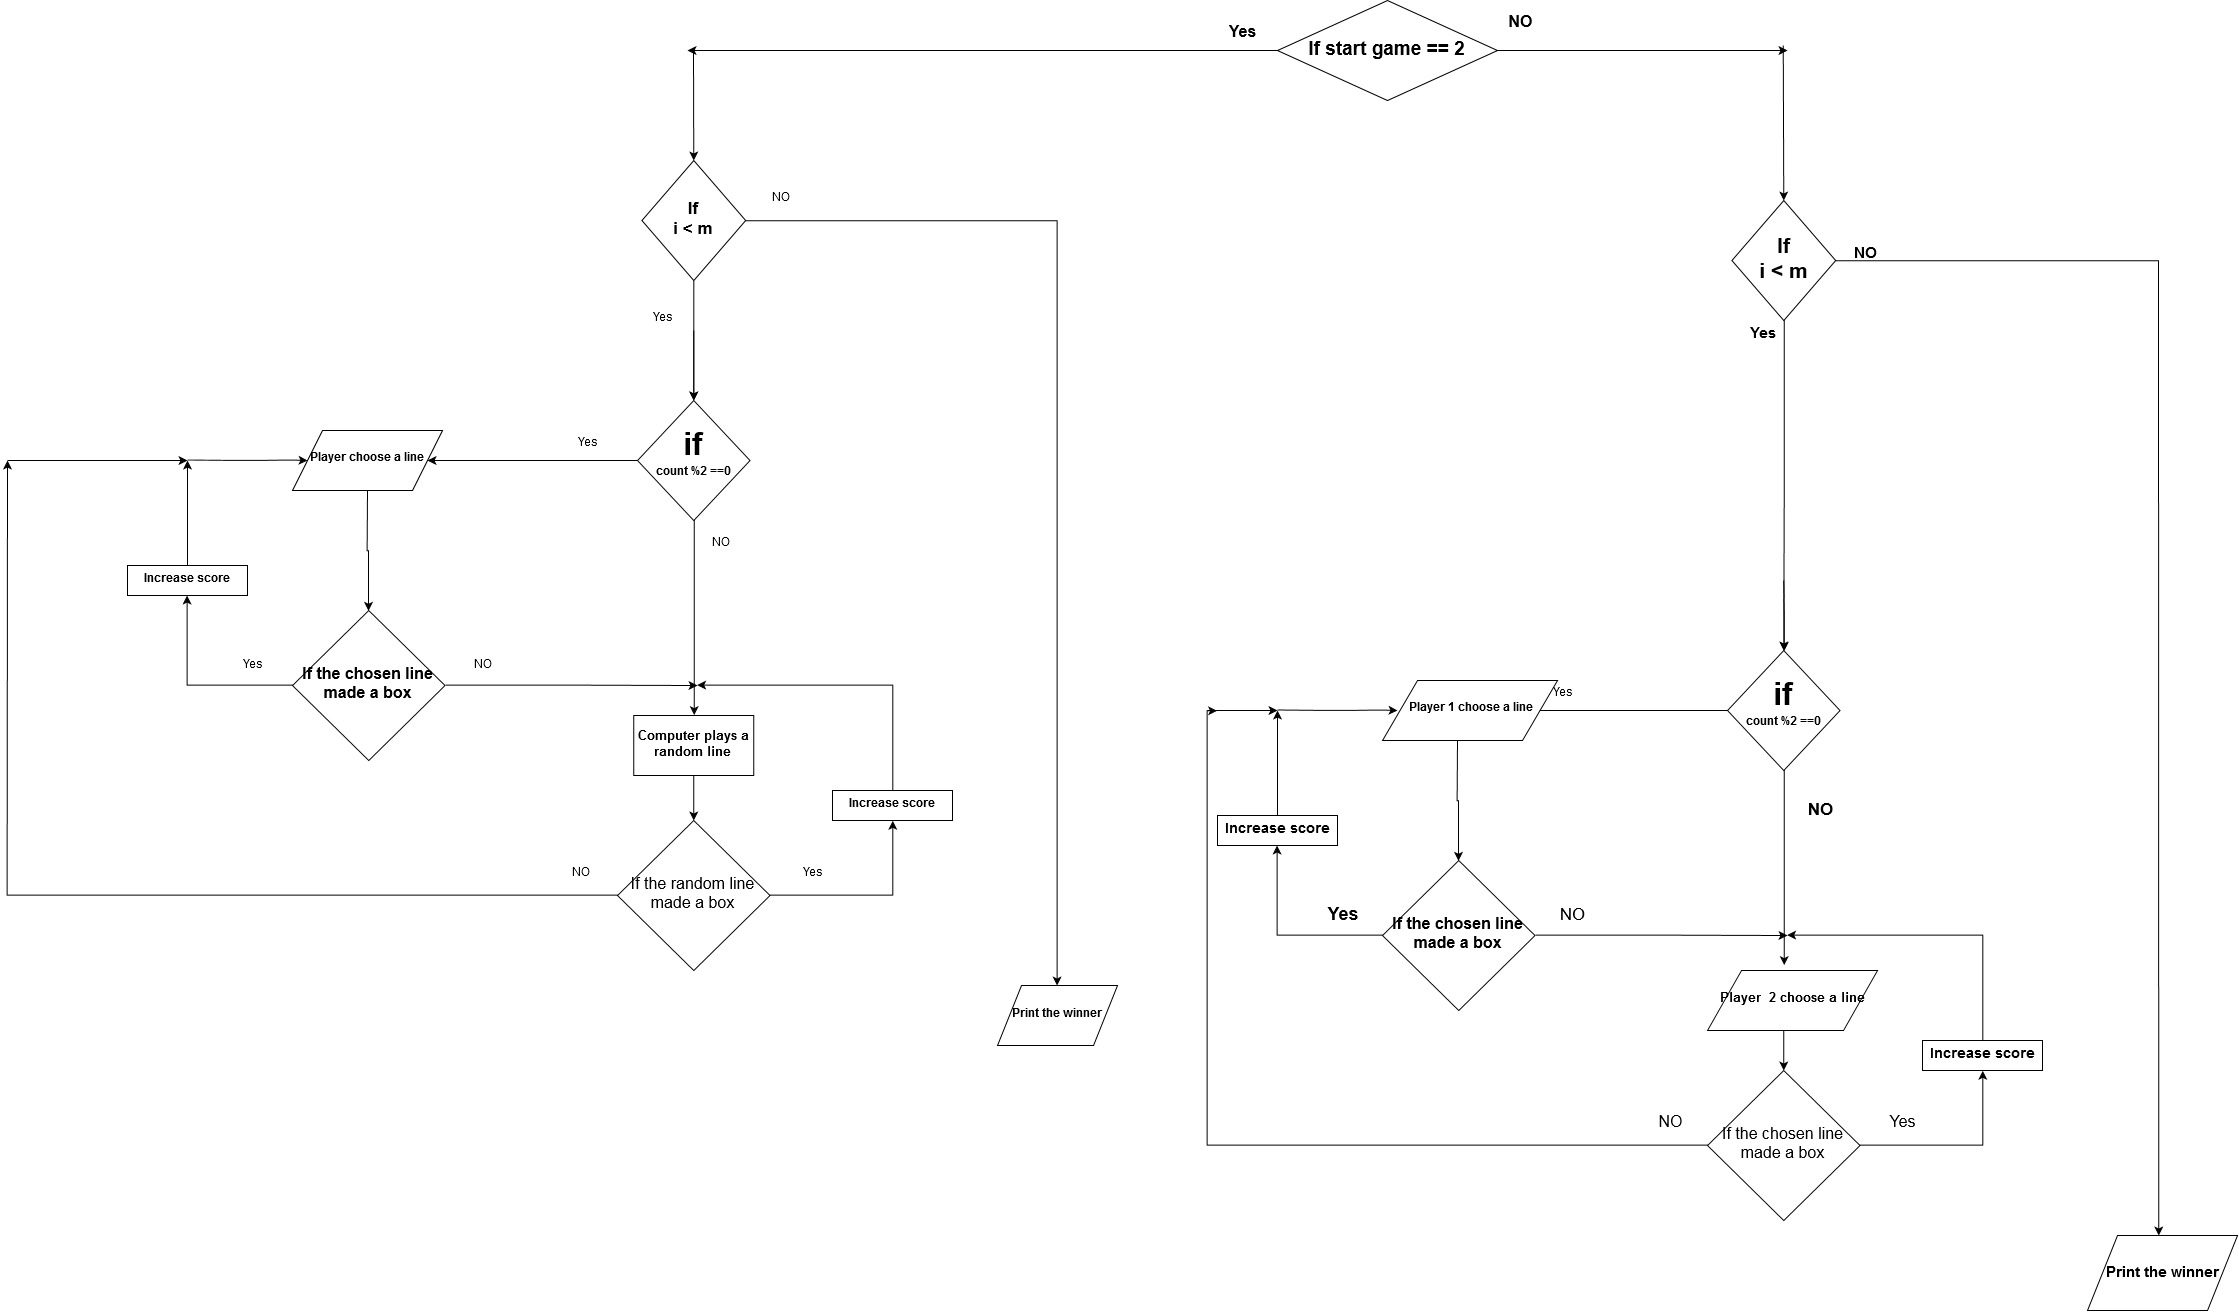 Yes
If start game == 2
NO
If
i < m
NO
Yes
if
count %2 ==0
Yes
NO
Player choose a line
Increase score
If the chosen line
made a box
Yes
NO
Computer plays a
random line
Increase score
If the random line
made a box
NO
Yes
Print the winner
If
i < m
NO
Yes
if
count %2 ==0
Yes
NO
Player 1 choose a line
Increase score
If the chosen line
made a box
Yes
NO
Player  2 choose a line
Increase score
If the chosen line
made a box
NO
Yes
Print the winner